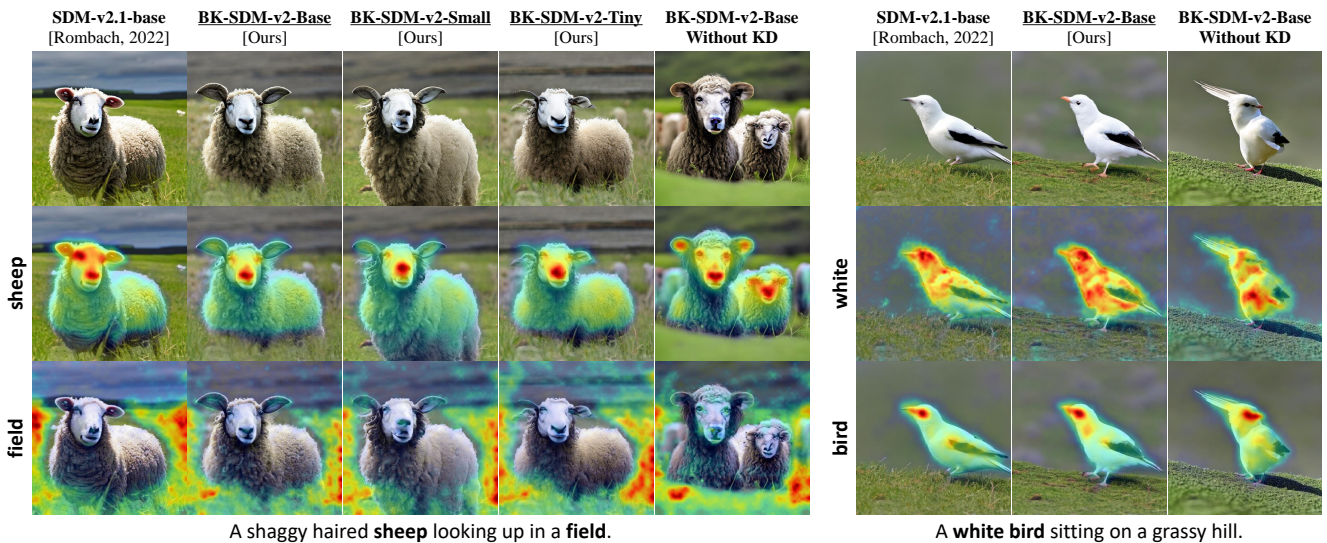 SDM-v2.1-base
[Rombach, 2022]
BK-SDM-v2-Base
[Ours]
BK-SDM-v2-Small
[Ours]
BK-SDM-v2-Tiny
[Ours]
BK-SDM-v2-Base
Without KD
sheep
field
A shaggy haired sheep looking up in a field.
SDM-v2.1-base
[Rombach, 2022]
BK-SDM-v2-Base
[Ours]
BK-SDM-v2-Base
Without KD
white
bird
A white bird sitting on a grassy hill.